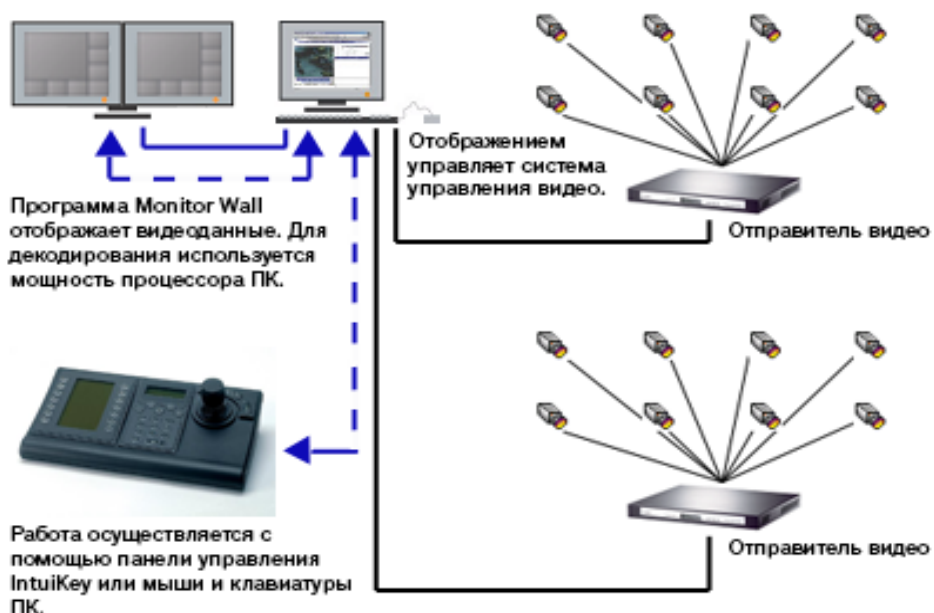 Отображением
управляет система
управления видео.
Программа Monitor Wall
отображает видеоданные. Для
декодирования используется
мощность процессора ПК.
Отправитель видео
Работа осуществляется с
помощью панели управления
IntuiKey или мыши и клавиатуры
ПК.
Отправитель видео